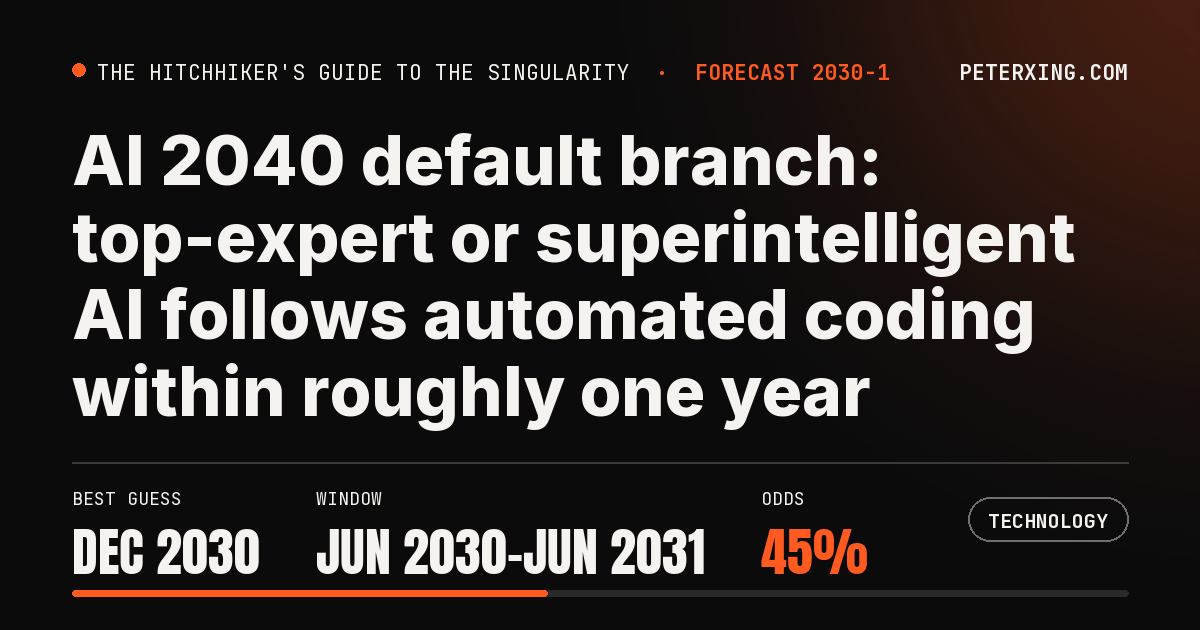 THE HITCHHIKER'S GUIDE TO THE SINGULARITY · FORECAST 2030-1 PETERXING.COM
AI 2040 default branch:
top-expert or superintelligent
AI follows automated coding
within roughly one year
BEST GUESS WINDOW ODDS
DEC 2030 JUN 2030-JUN 2031 45% TECHNOLOGY